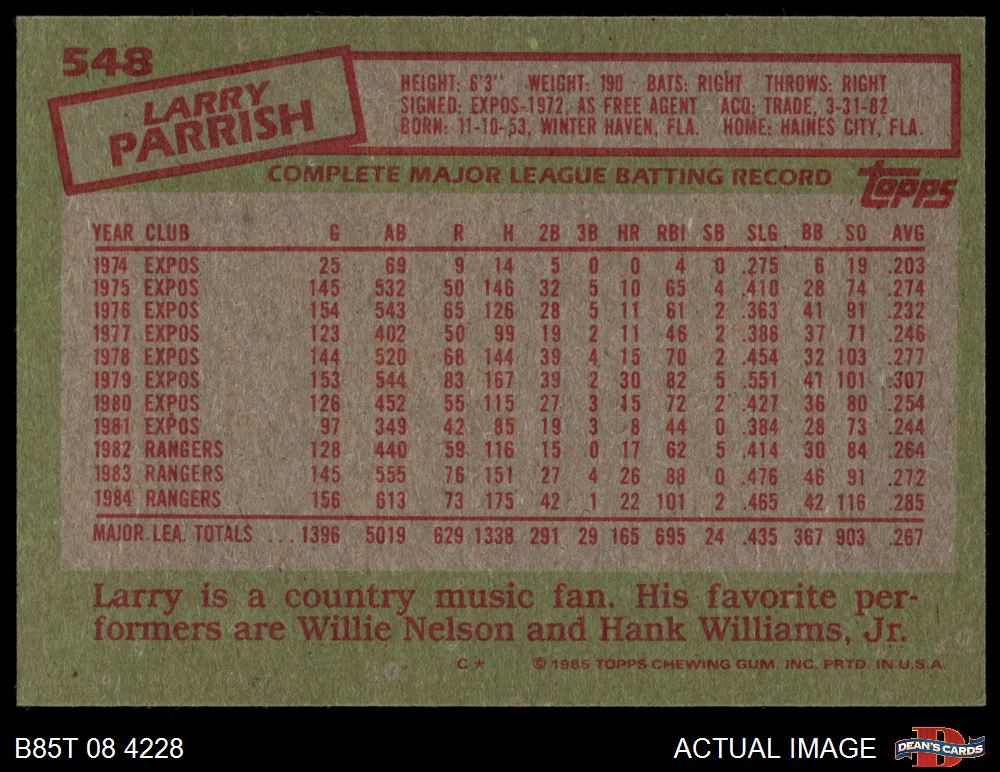 548
LARRY
PARRISH
HEIGHT: 6'3" WEIGHT: 190 BATS: RIGHT THROWS: RIGHT
SIGNED: EXPOS-1972, AS FREE AGENT ACQ: TRADE, 3-31-82
BORN: 11-10-53, WINTER HAVEN, FLA. HOME: HAINES CITY, FLA.
COMPLETE MAJOR LEAGUE BATTING RECORD
TOPPS
YEAR CLUB G AB R H 2B 3B HR RBI SB SLG BB SO AVG
1974 EXPOS 25 69 9 14 5 0 0 4 0 .275 6 19 .203
1975 EXPOS 145 532 50 146 32 5 10 65 4 .410 28 74 .274
1976 EXPOS 154 543 65 126 28 5 11 61 2 .363 41 91 .232
1977 EXPOS 123 402 50 99 19 2 11 46 2 .386 37 71 .246
1978 EXPOS 144 520 68 144 39 4 15 70 2 .454 32 103 .277
1979 EXPOS 153 544 83 167 39 2 30 82 5 .551 41 101 .307
1980 EXPOS 126 452 55 115 27 3 15 72 2 .427 36 80 .254
1981 EXPOS 97 349 42 85 19 3 8 44 0 .384 28 73 .244
1982 RANGERS 128 440 59 116 15 0 17 62 5 .414 30 84 .264
1983 RANGERS 145 555 76 151 27 4 26 88 0 .476 46 91 .272
1984 RANGERS 156 613 73 175 42 1 22 101 2 .465 42 116 .285
MAJOR LEA. TOTALS ... 1396 5019 629 1338 291 29 165 695 24 .435 367 903 .267
Larry is a country music fan. His favorite per-
formers are Willie Nelson and Hank Williams, Jr.
C * © 1985 TOPPS CHEWING GUM, INC. PRTD. IN U.S.A.
B85T 08 4228 ACTUAL IMAGE DEAN'S CARDS